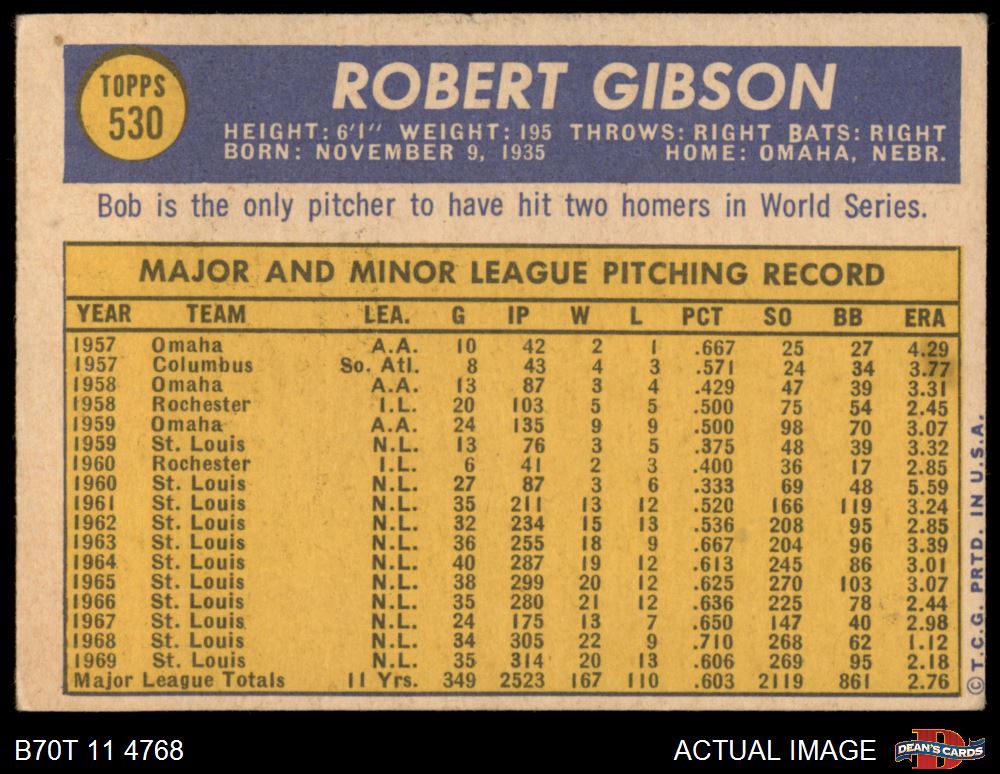 TOPPS
530
ROBERT GIBSON
HEIGHT: 6'1" WEIGHT: 195 THROWS: RIGHT BATS: RIGHT
BORN: NOVEMBER 9, 1935 HOME: OMAHA, NEBR.
Bob is the only pitcher to have hit two homers in World Series.
MAJOR AND MINOR LEAGUE PITCHING RECORD
YEAR TEAM LEA. G IP W L PCT SO BB ERA
1957 Omaha A.A. 10 42 2 1 .667 25 27 4.29
1957 Columbus So. Atl. 8 43 4 3 .571 24 34 3.77
1958 Omaha A.A. 13 87 3 4 .429 47 39 3.31
1958 Rochester I.L. 20 103 5 5 .500 75 54 2.45
1959 Omaha A.A. 24 135 9 9 .500 98 70 3.07
1959 St. Louis N.L. 13 76 3 5 .375 48 39 3.32
1960 Rochester I.L. 6 41 2 3 .400 36 17 2.85
1960 St. Louis N.L. 27 87 3 6 .333 69 48 5.59
1961 St. Louis N.L. 35 211 13 12 .520 166 119 3.24
1962 St. Louis N.L. 32 234 15 13 .536 208 95 2.85
1963 St. Louis N.L. 36 255 18 9 .667 204 96 3.39
1964 St. Louis N.L. 40 287 19 12 .613 245 86 3.01
1965 St. Louis N.L. 38 299 20 12 .625 270 103 3.07
1966 St. Louis N.L. 35 280 21 12 .636 225 78 2.44
1967 St. Louis N.L. 24 175 13 7 .650 147 40 2.98
1968 St. Louis N.L. 34 305 22 9 .710 268 62 1.12
1969 St. Louis N.L. 35 314 20 13 .606 269 95 2.18
Major League Totals 11 Yrs. 349 2523 167 110 .603 2119 861 2.76
© T.C.G. PRTD. IN U.S.A.
B70T 11 4768
ACTUAL IMAGE
D
DEAN'S CARDS